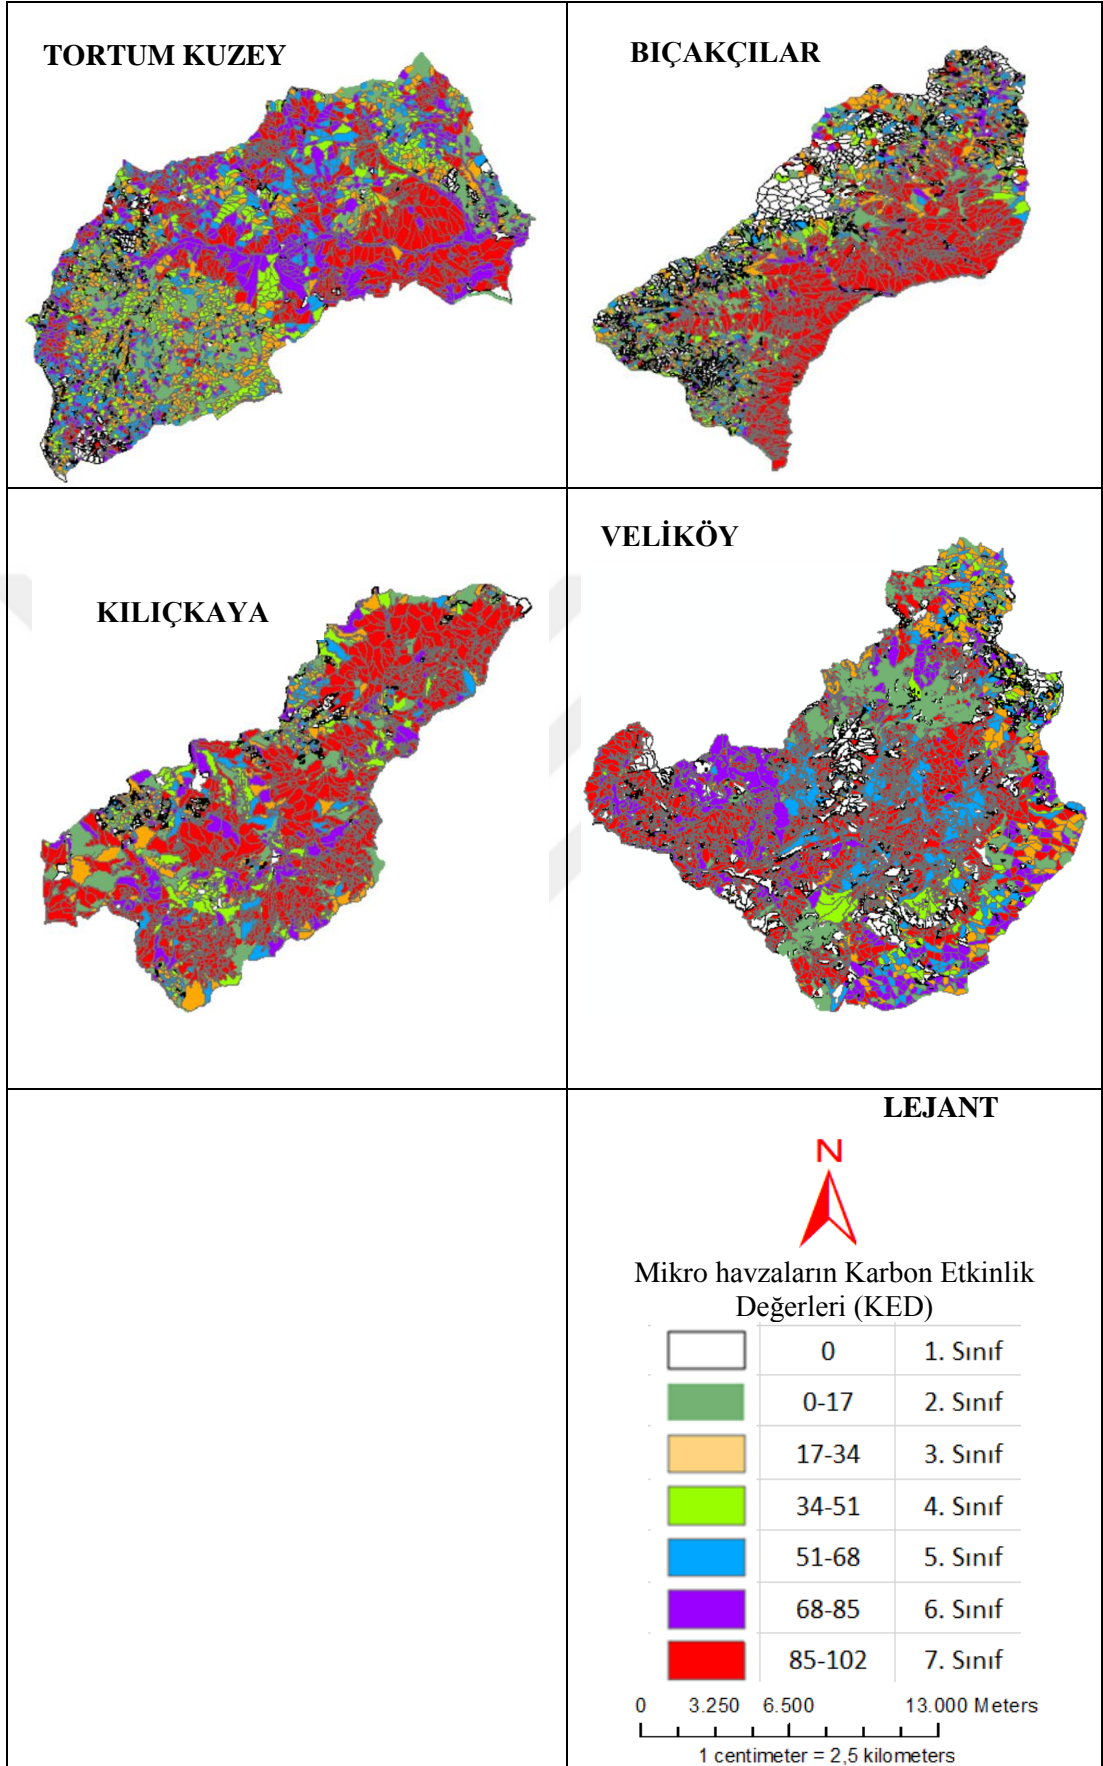 TORTUM KUZEY
BIÇAKÇILAR
KILIÇKAYA
VELİKÖY
LEJANT
N
Mikro havzaların Karbon Etkinlik
Değerleri (KED)
0 1. Sınıf
0-17 2. Sınıf
17-34 3. Sınıf
34-51 4. Sınıf
51-68 5. Sınıf
68-85 6. Sınıf
85-102 7. Sınıf
0 3.250 6.500 13.000 Meters
1 centimeter = 2,5 kilometers